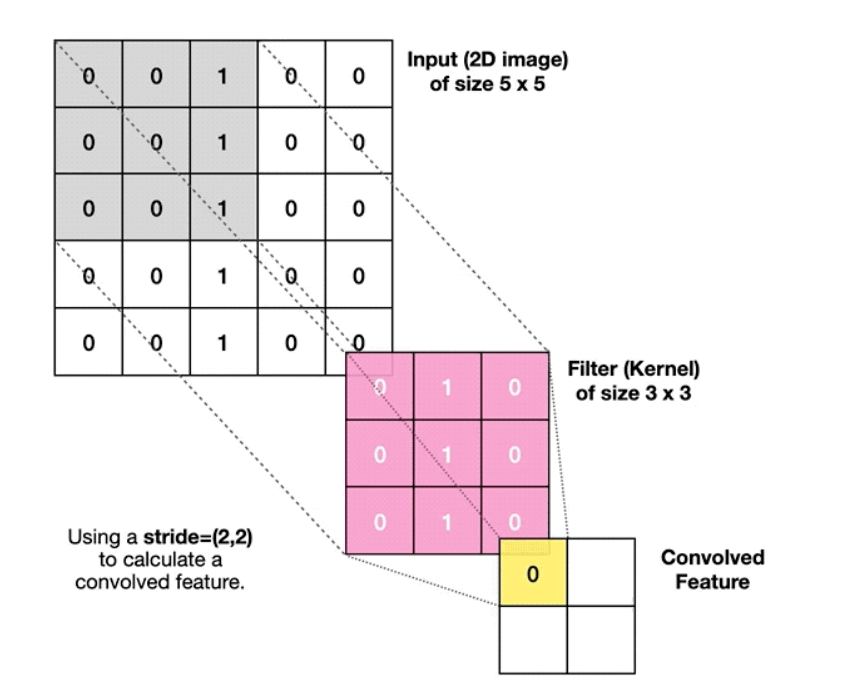 0 0 1 0 0
Input (2D image)
of size 5 x 5
0 0 1 0 0
0 0 1 0 0
0 0 1 0 0
0 0 1 0 0
Filter (Kernel)
of size 3 x 3
0 1 0
0 1 0
0 1 0
Using a stride=(2,2)
to calculate a
convolved feature.
0
Convolved
Feature